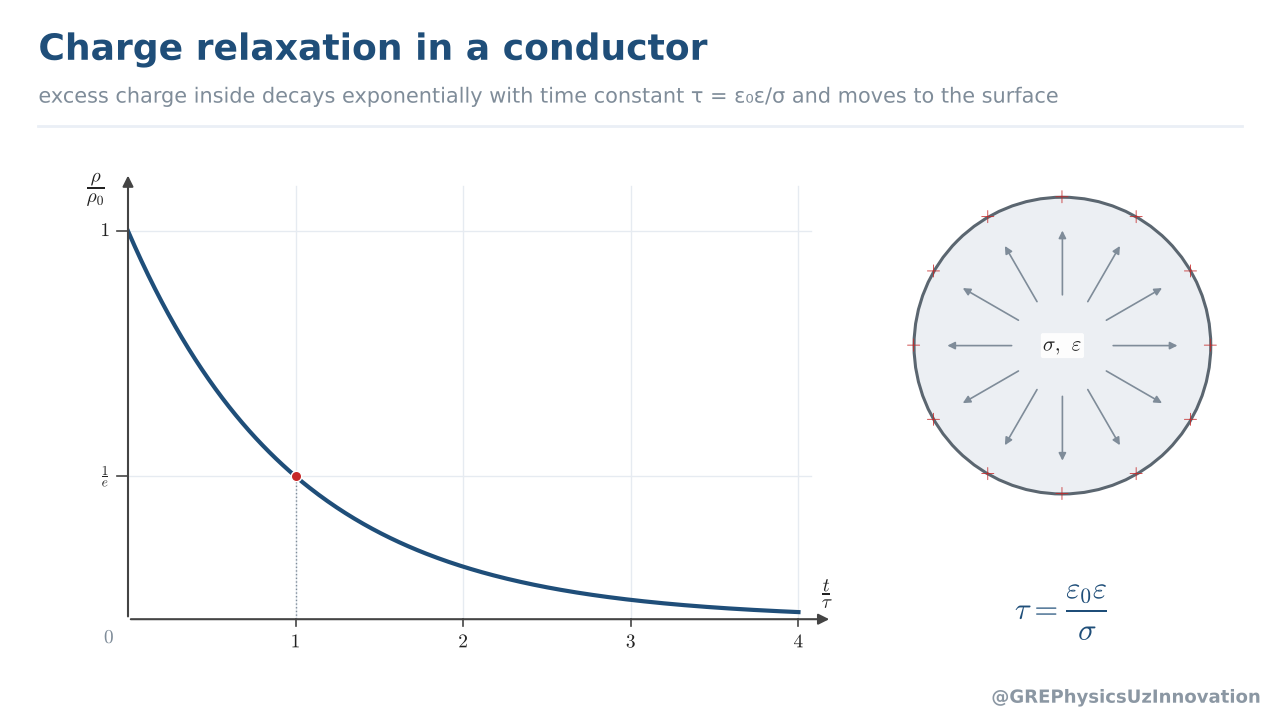 Charge relaxation in a conductor
excess charge inside decays exponentially with time constant τ = ε₀ε/σ and moves to the surface
ρ/ρ₀
1
1/e
0
1
2
3
4
t/τ
σ, ε
τ = ε₀ε/σ
@GREPhysicsUzInnovation